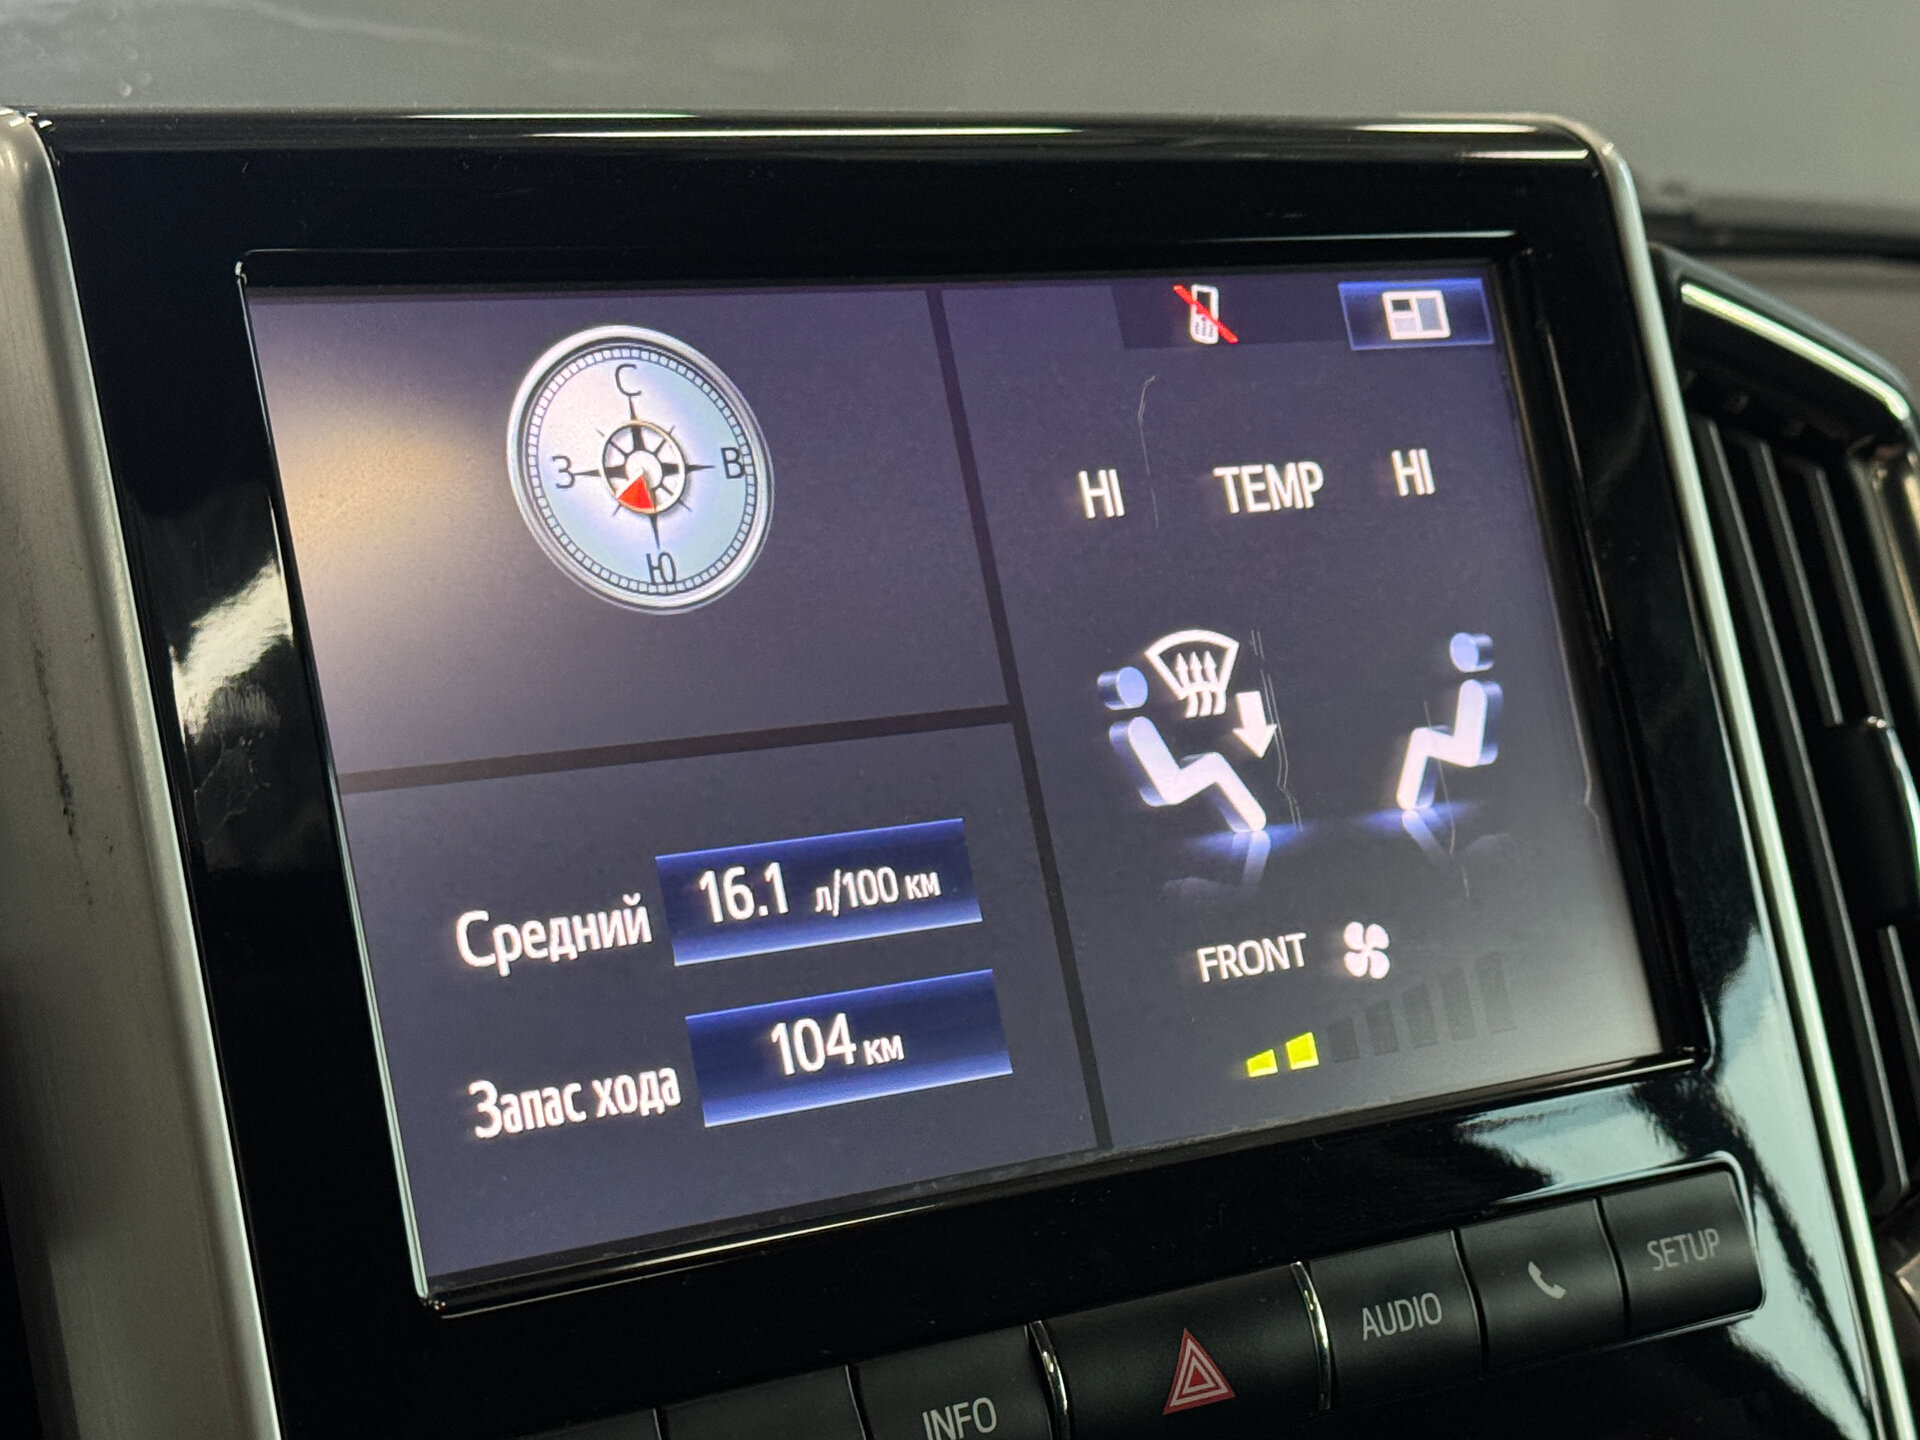 С
З
В
Ю
HI TEMP HI
Средний 16.1 л/100 км
Запас хода 104 км
FRONT
INFO
AUDIO
SETUP